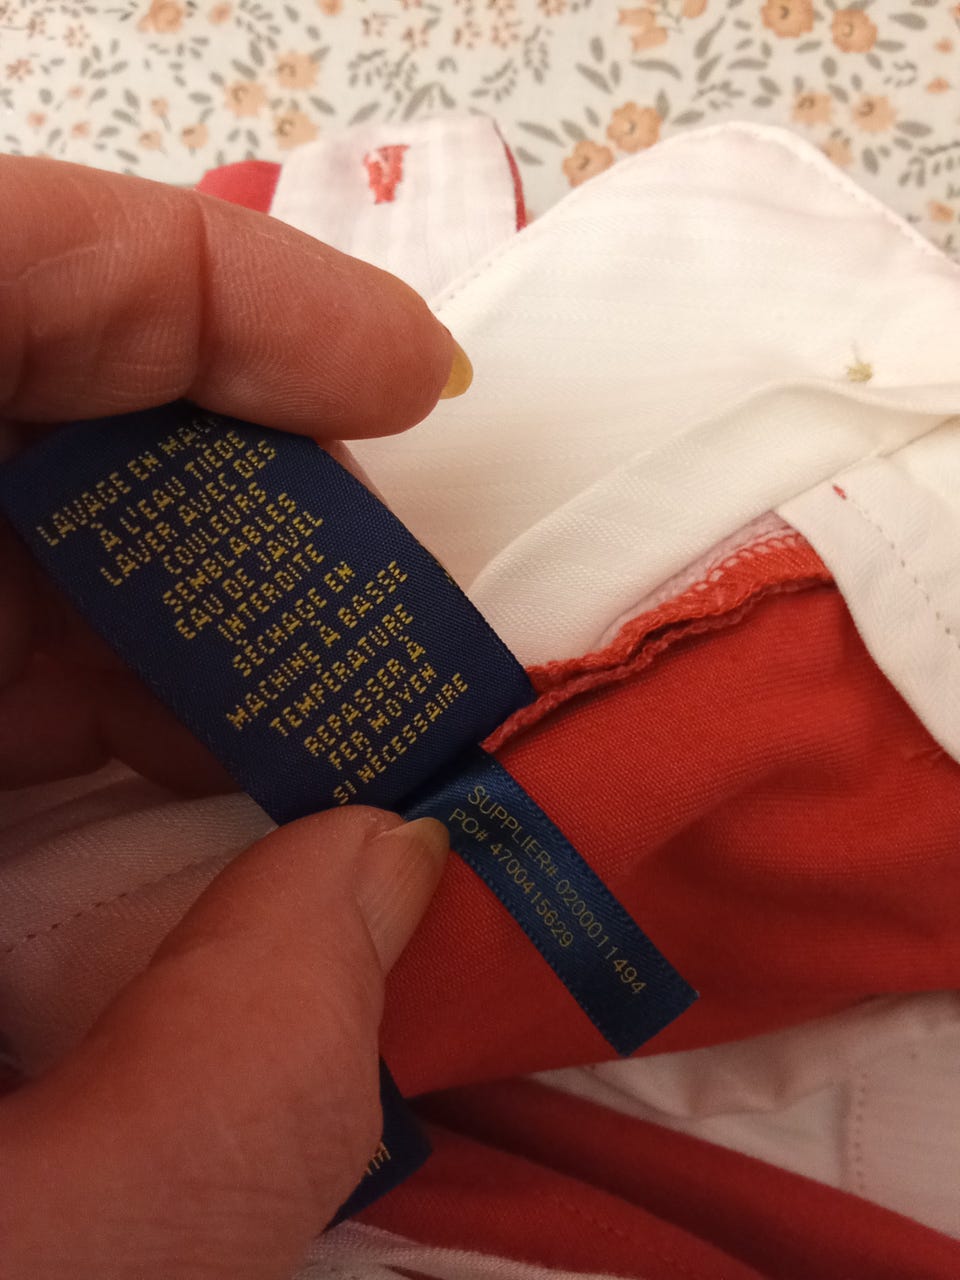 LAVAGE EN MACH
À L'EAU TIÈDE
LAVER AVEC DES
COULEURS
SEMBLABLES
EAU DE JAVEL
INTERDITE
SÉCHAGE EN
MACHINE À BASSE
TEMPÉRATURE
REPASSER À
FER MOYEN
SI NÉCESSAIRE
SUPPLIER# 0200011494
PO# 4700415629